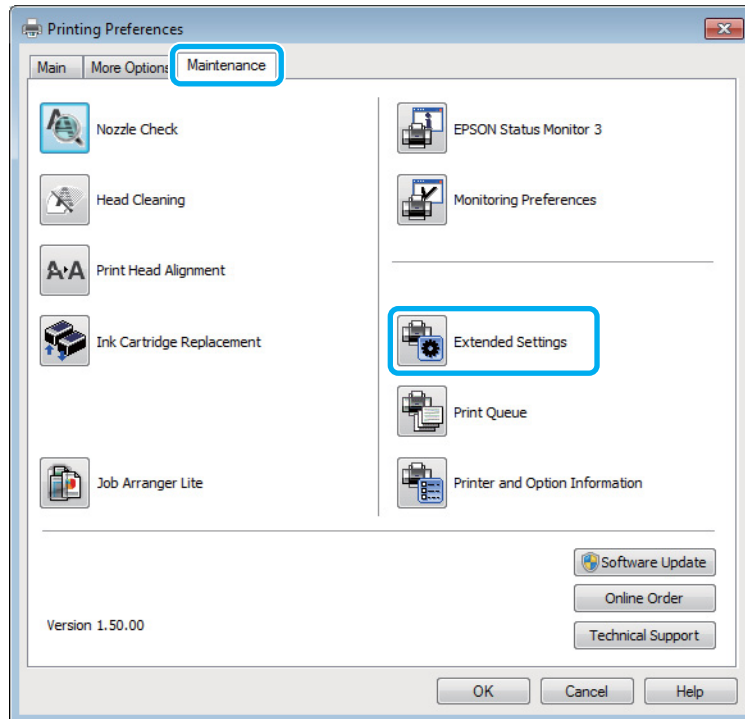 Printing Preferences
Main
More Options
Maintenance
Nozzle Check
EPSON Status Monitor 3
Head Cleaning
Monitoring Preferences
Print Head Alignment
Ink Cartridge Replacement
Extended Settings
Print Queue
Job Arranger Lite
Printer and Option Information
Software Update
Online Order
Version 1.50.00
Technical Support
OK
Cancel
Help